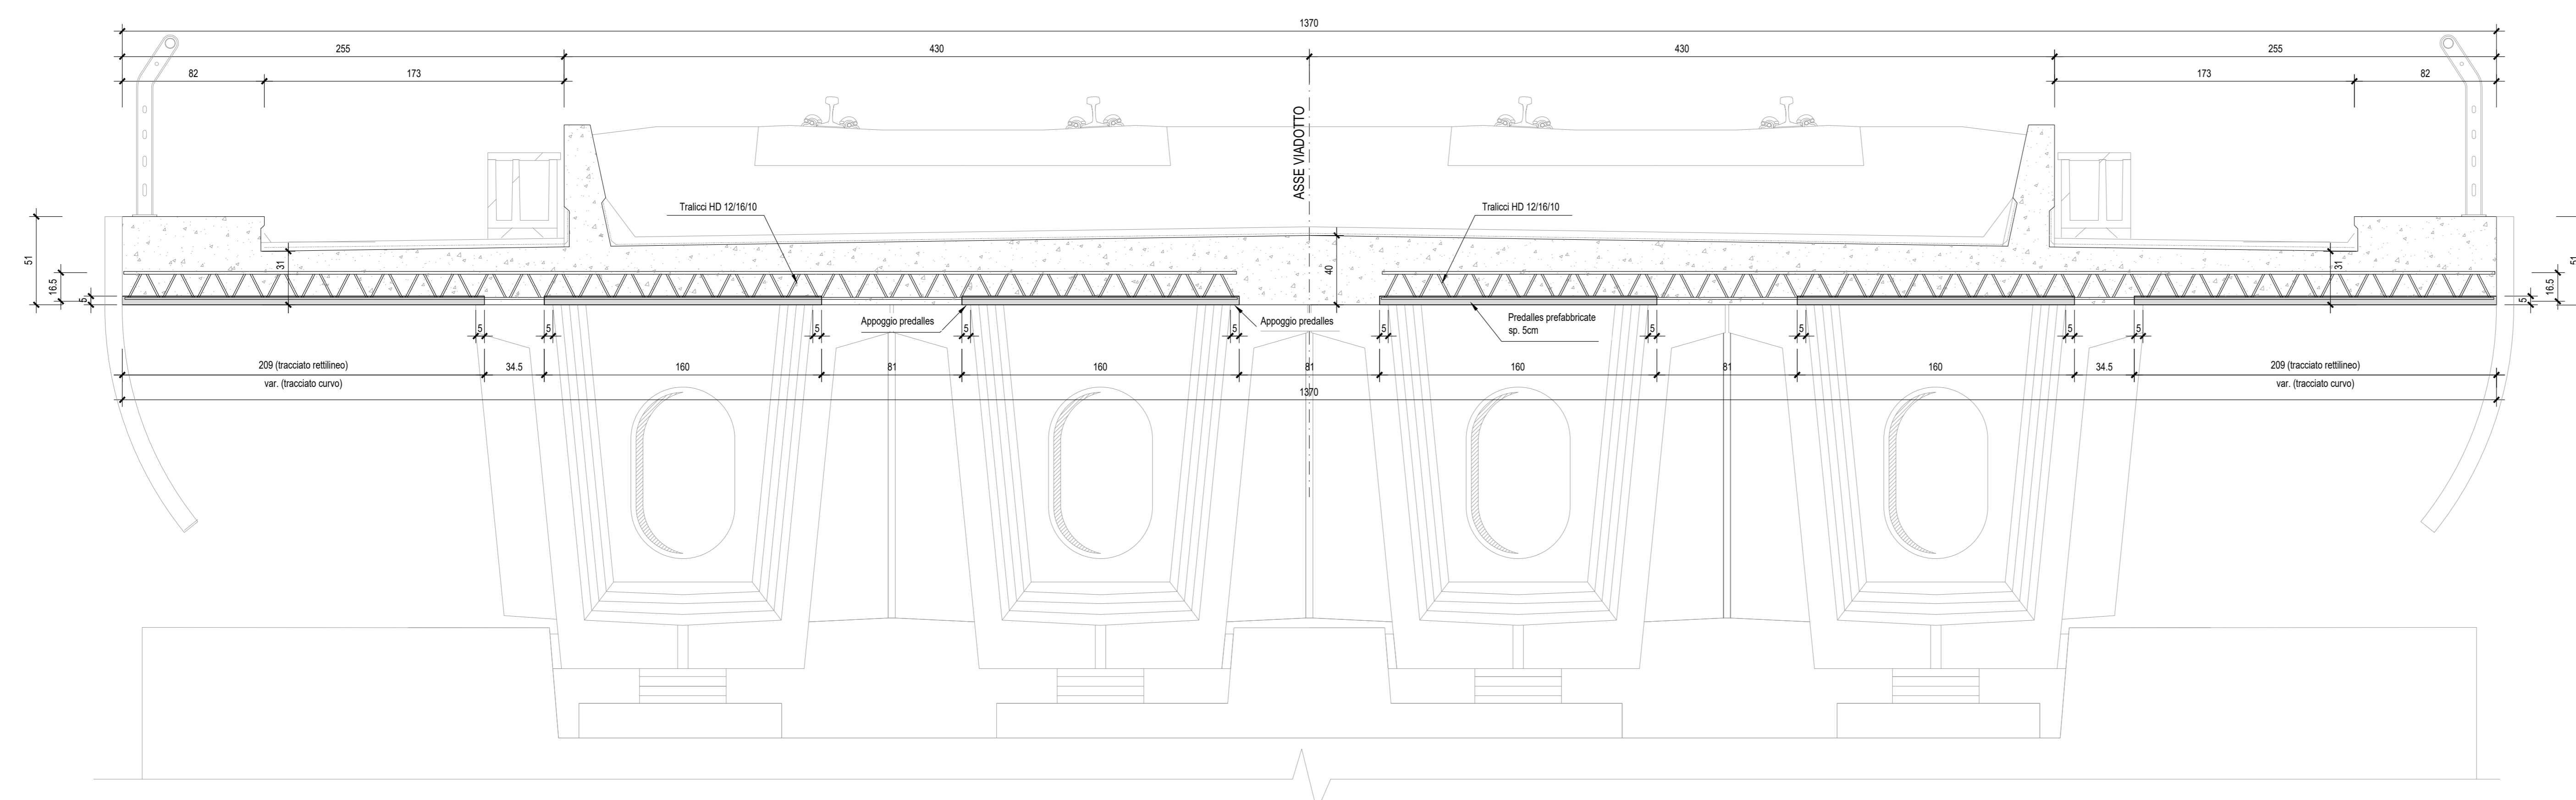 1370
255 430 430 255
82 173 173 82
ASSE VIADOTTO
Tralicci HD 12/16/10 Tralicci HD 12/16/10
51 16.5 5 31 40 31 5 16.5 51
Appoggio predalles Appoggio predalles Predalles prefabbricate
sp. 5cm
5 5 5 5 5 5 5 5 5 5
209 (tracciato rettilineo) 34.5 160 81 160 81 160 81 160 34.5 209 (tracciato rettilineo)
var. (tracciato curvo) var. (tracciato curvo)
1370